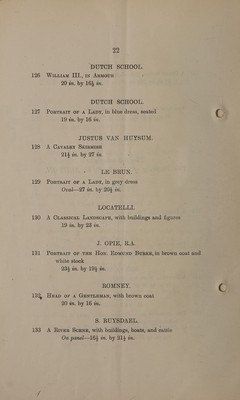 22
DUTCH SCHOOL.
126 WILLIAM III., IN ARMOUR
20 in. by 16½ in.
DUTCH SCHOOL.
127 PORTRAIT OF A LADY, in blue dress, seated
19 in. by 16 in.
JUSTUS VAN HUYSUM.
128 A CAVALRY SKIRMISH
21½ in. by 27 in.
LE BRUN.
129 PORTRAIT OF A LADY, in grey dress
Oval—27 in. by 20½ in.
LOCATELLI.
130 A CLASSICAL LANDSCAPE, with buildings and figures
19 in. by 23 in.
J. OPIE, R.A.
131 PORTRAIT OF THE HON. EDMUND BURKE, in brown coat and
white stock
23½ in. by 19½ in.
ROMNEY.
132 HEAD OF A GENTLEMAN, with brown coat
20 in. by 16 in.
S. RUYSDAEL.
133 A RIVER SCENE, with buildings, boats, and cattle
On panel—16½ in. by 21½ in.